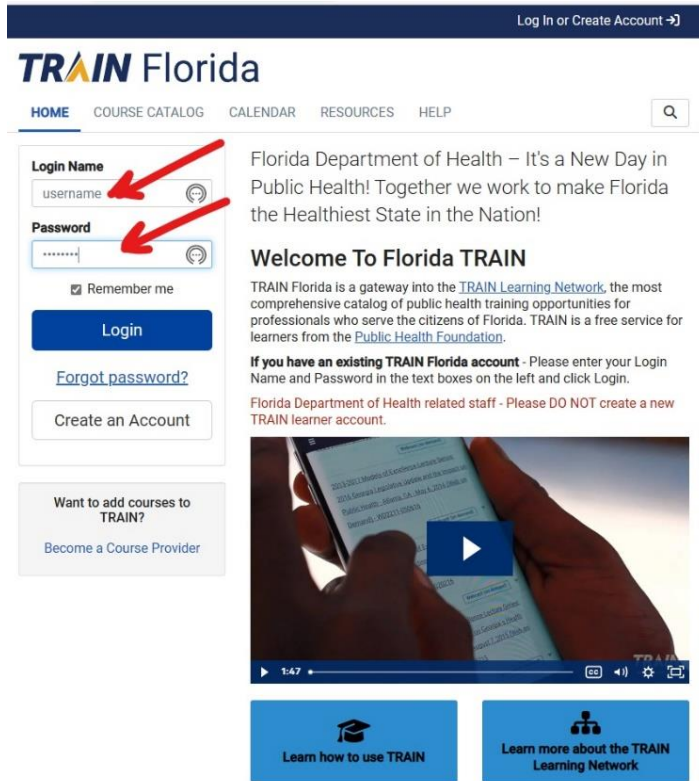 Log In or Create Account
TRAIN Florida
HOME COURSE CATALOG CALENDAR RESOURCES HELP
Login Name
username
Password
········
Remember me
Login
Forgot password?
Create an Account
Want to add courses to
TRAIN?
Become a Course Provider
Florida Department of Health – It's a New Day in
Public Health! Together we work to make Florida
the Healthiest State in the Nation!
Welcome To Florida TRAIN
TRAIN Florida is a gateway into the TRAIN Learning Network, the most
comprehensive catalog of public health training opportunities for
professionals who serve the citizens of Florida. TRAIN is a free service for
learners from the Public Health Foundation.
If you have an existing TRAIN Florida account - Please enter your Login
Name and Password in the text boxes on the left and click Login.
Florida Department of Health related staff - Please DO NOT create a new
TRAIN learner account.
1:47
CC
Learn how to use TRAIN
Learn more about the TRAIN
Learning Network